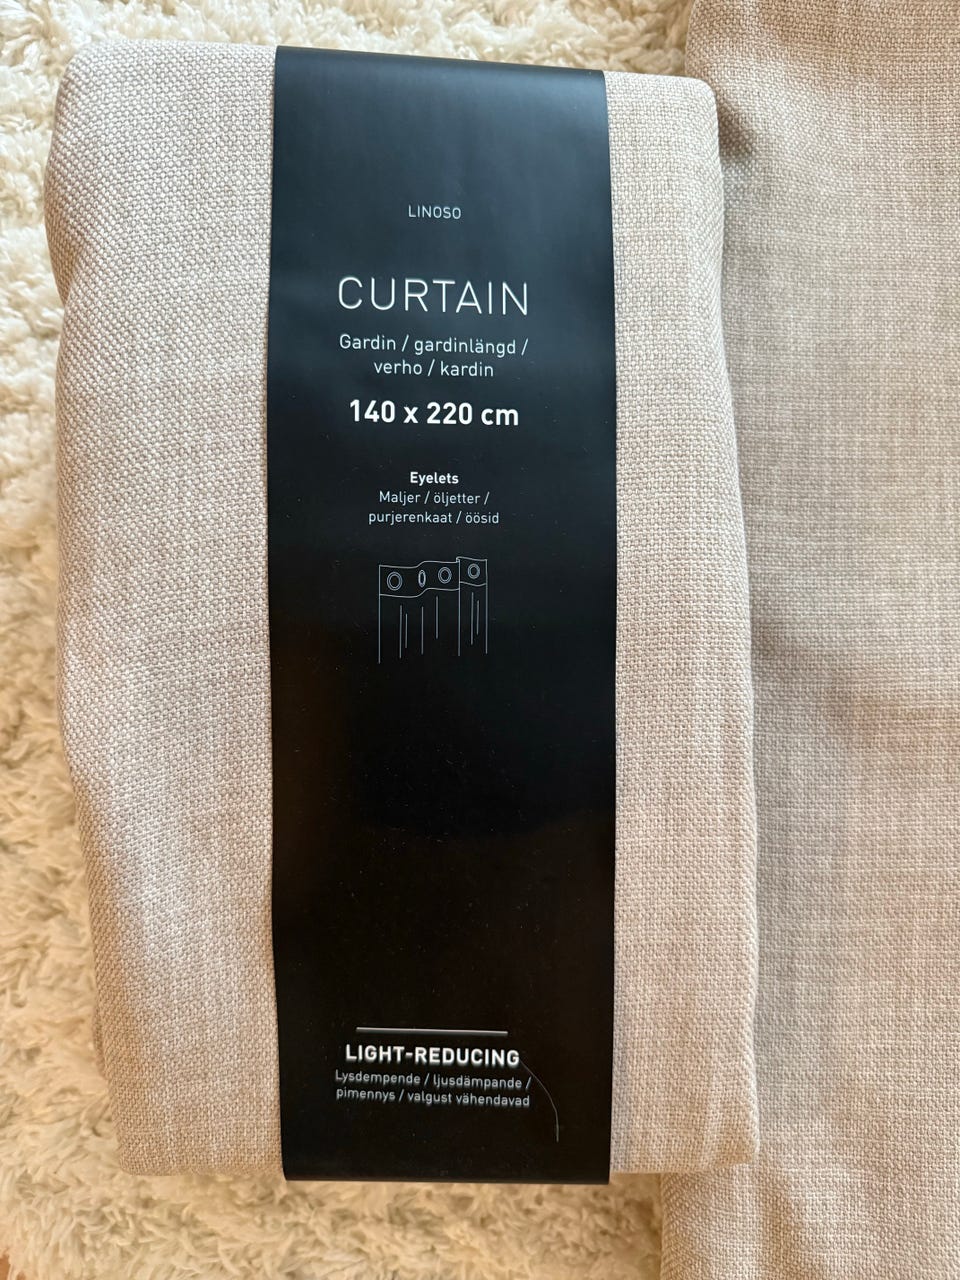 LINOSO
CURTAIN
Gardin / gardinlängd /
verho / kardin
140 x 220 cm
Eyelets
Maljer / öljetter /
purjerenkaat / öösid
LIGHT-REDUCING
Lysdempende / ljusdämpande /
pimennys / valgust vähendavad